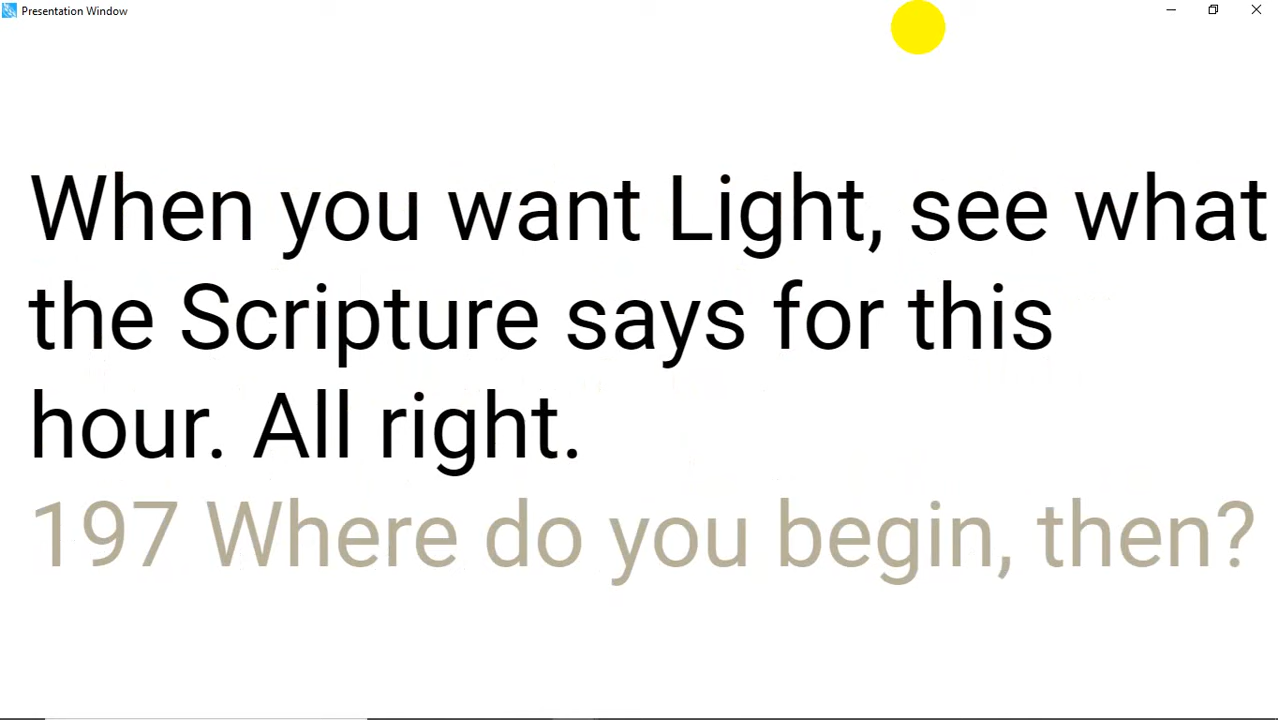 Presentation Window
When you want Light, see what
the Scripture says for this
hour. All right.
197 Where do you begin, then?